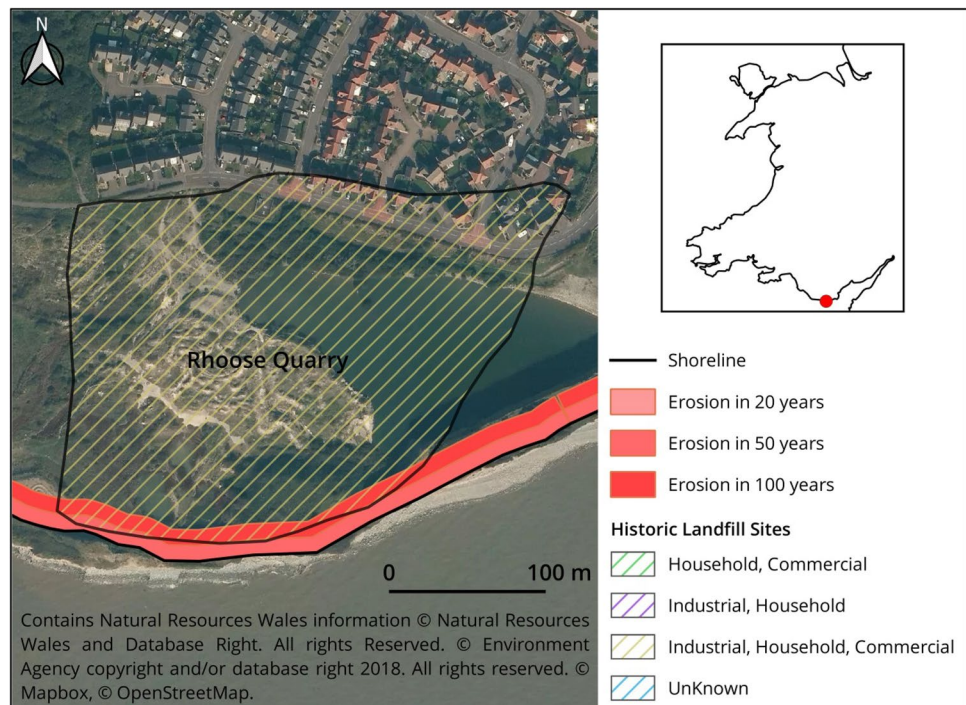 N
Rhoose Quarry
0 100 m
Contains Natural Resources Wales information © Natural Resources
Wales and Database Right. All rights Reserved. © Environment
Agency copyright and/or database right 2018. All rights reserved. ©
Mapbox, © OpenStreetMap.
Shoreline
Erosion in 20 years
Erosion in 50 years
Erosion in 100 years
Historic Landfill Sites
Household, Commercial
Industrial, Household
Industrial, Household, Commercial
UnKnown